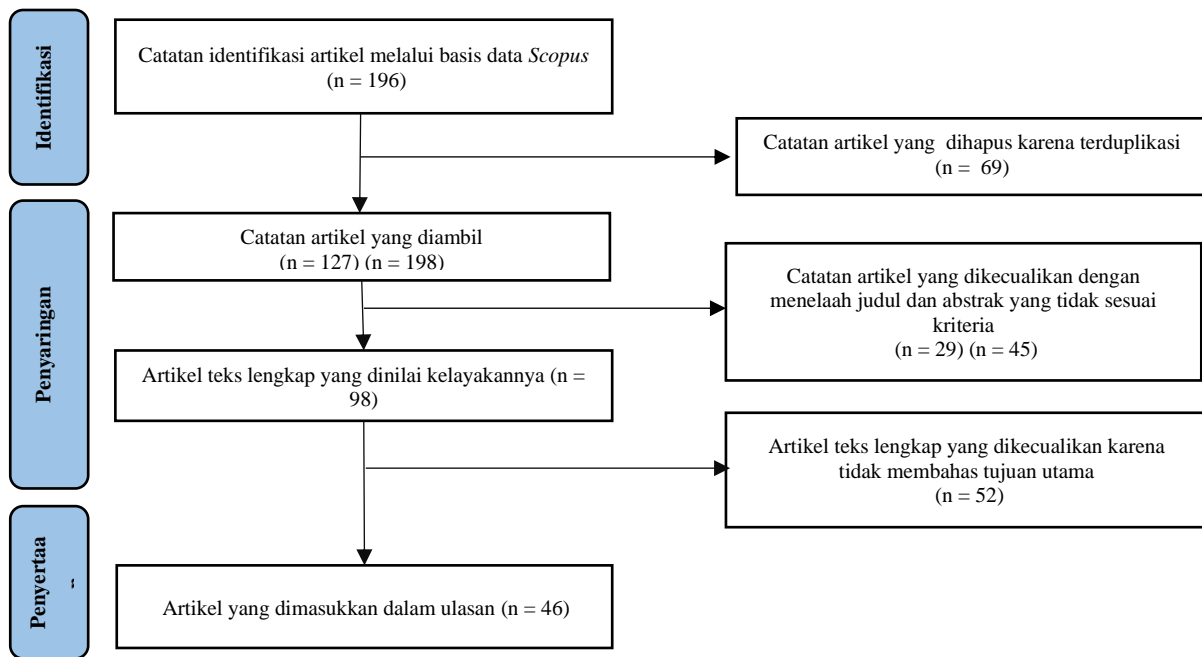 Identifikasi
Catatan identifikasi artikel melalui basis data Scopus
(n = 196)
Catatan artikel yang dihapus karena terduplikasi
(n = 69)
Penyaringan
Catatan artikel yang diambil
(n = 127) (n = 198)
Catatan artikel yang dikecualikan dengan
menelaah judul dan abstrak yang tidak sesuai
kriteria
(n = 29) (n = 45)
Artikel teks lengkap yang dinilai kelayakannya (n =
98)
Artikel teks lengkap yang dikecualikan karena
tidak membahas tujuan utama
(n = 52)
Penyertaa
Artikel yang dimasukkan dalam ulasan (n = 46)